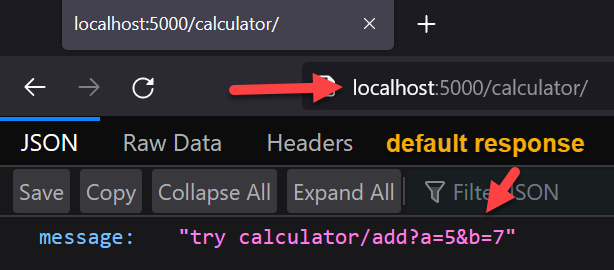 localhost:5000/calculator/
localhost:5000/calculator/
JSON Raw Data Headers default response
Save Copy Collapse All Expand All Filter JSON
message: "try calculator/add?a=5&b=7"